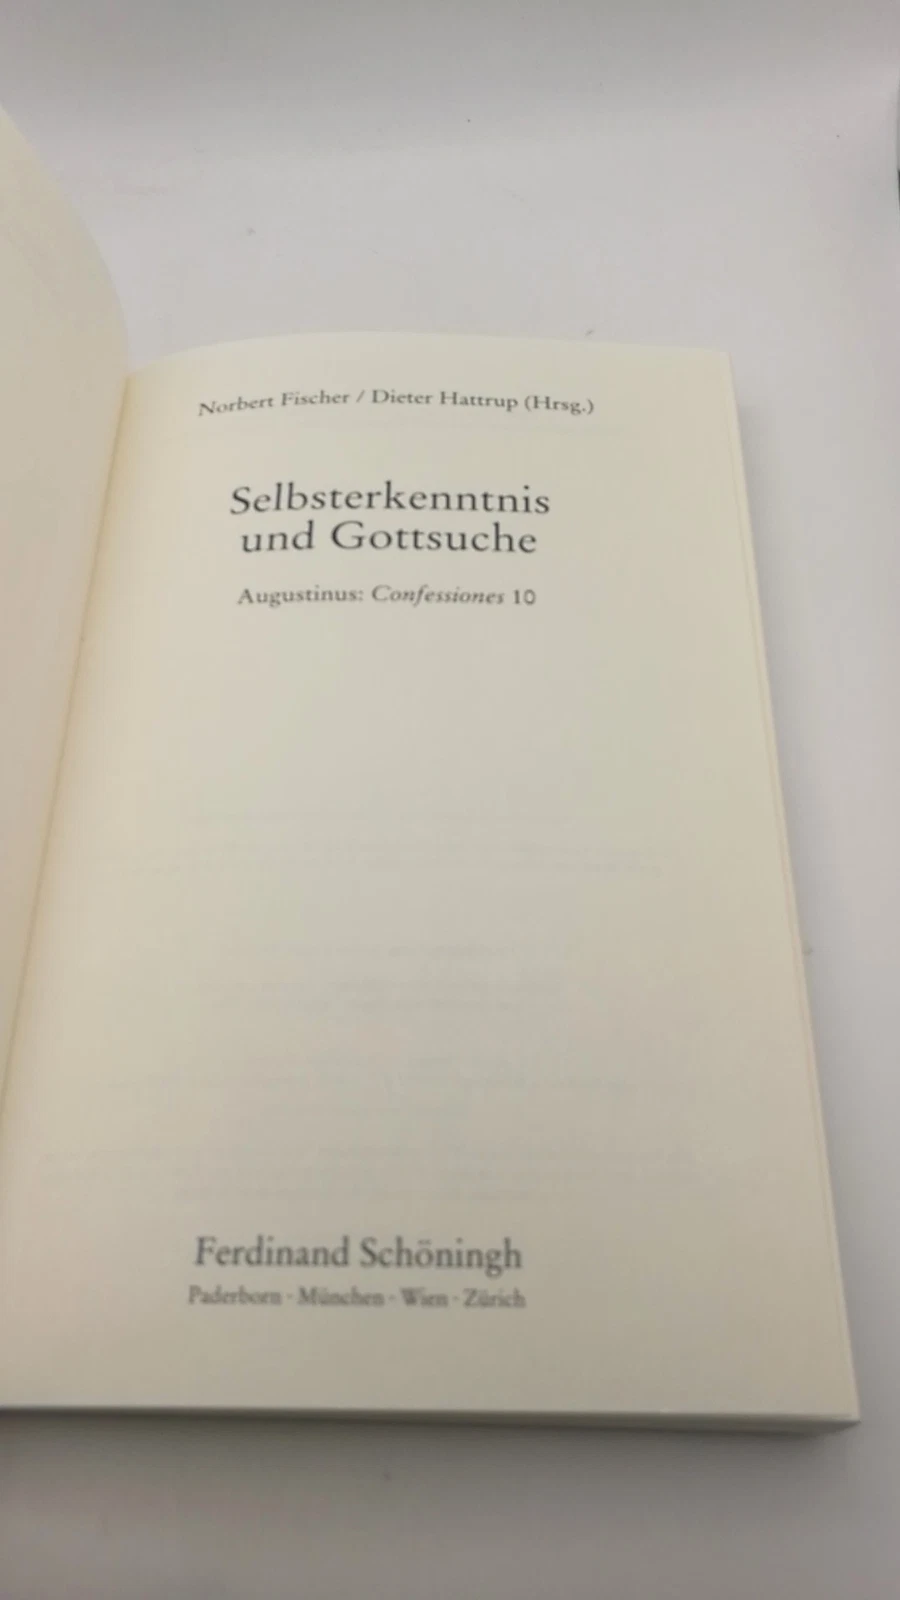 Norbert Fischer / Dieter Hattrup (Hrsg.)
Selbsterkenntnis
und Gottsuche
Augustinus: Confessiones 10
Ferdinand Schöningh
Paderborn · München · Wien · Zürich